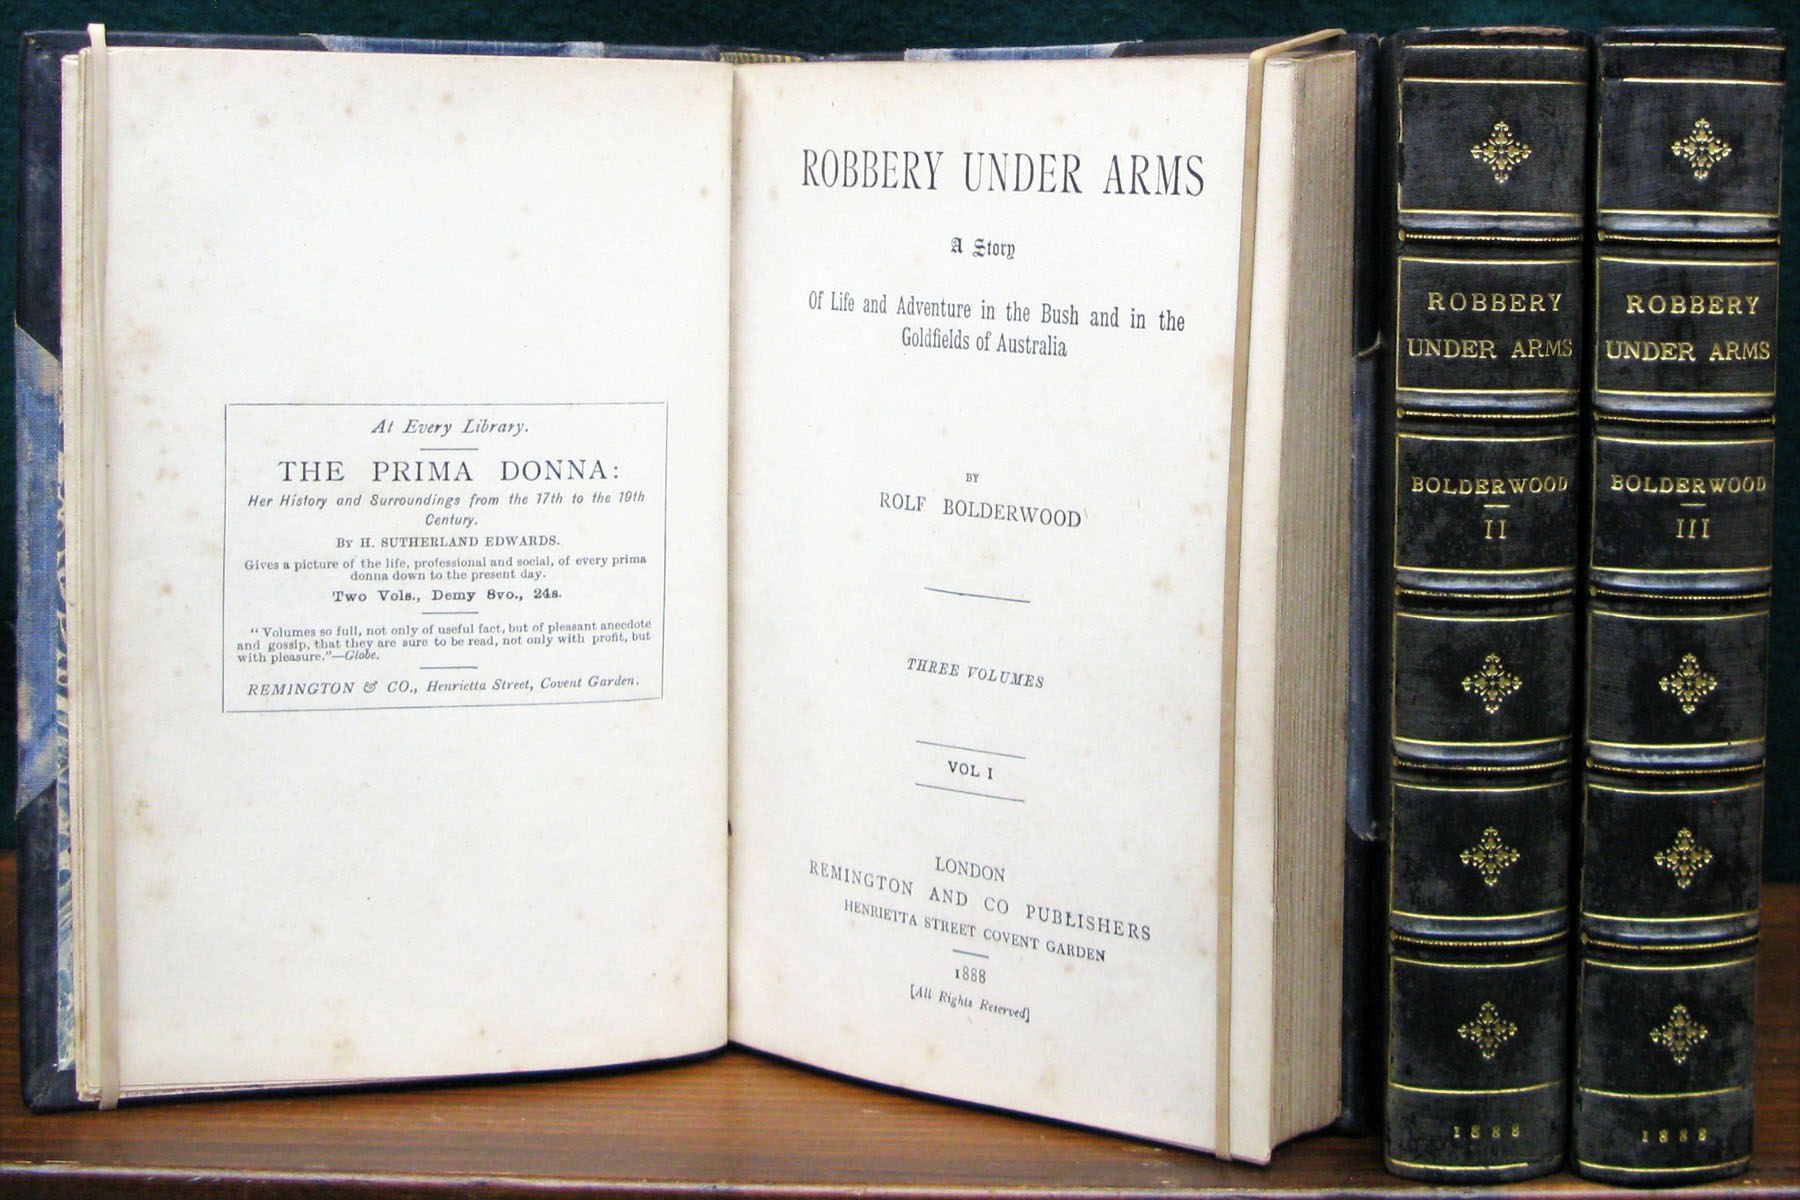 At Every Library.
THE PRIMA DONNA:
Her History and Surroundings from the 17th to the 19th
Century.
BY H. SUTHERLAND EDWARDS.
Gives a picture of the life, professional and social, of every prima
donna down to the present day.
Two Vols., Demy 8vo., 24s.
"Volumes so full, not only of useful fact, but of pleasant anecdote
and gossip, that they are sure to be read, not only with profit, but
with pleasure."—Globe.
REMINGTON & CO., Henrietta Street, Covent Garden.
ROBBERY UNDER ARMS
A Story
Of Life and Adventure in the Bush and in the
Goldfields of Australia
BY
ROLF BOLDERWOOD
THREE VOLUMES
VOL I
LONDON
REMINGTON AND CO PUBLISHERS
HENRIETTA STREET COVENT GARDEN
1888
[All Rights Reserved]
ROBBERY
UNDER ARMS
BOLDERWOOD
II
1888
ROBBERY
UNDER ARMS
BOLDERWOOD
III
1888